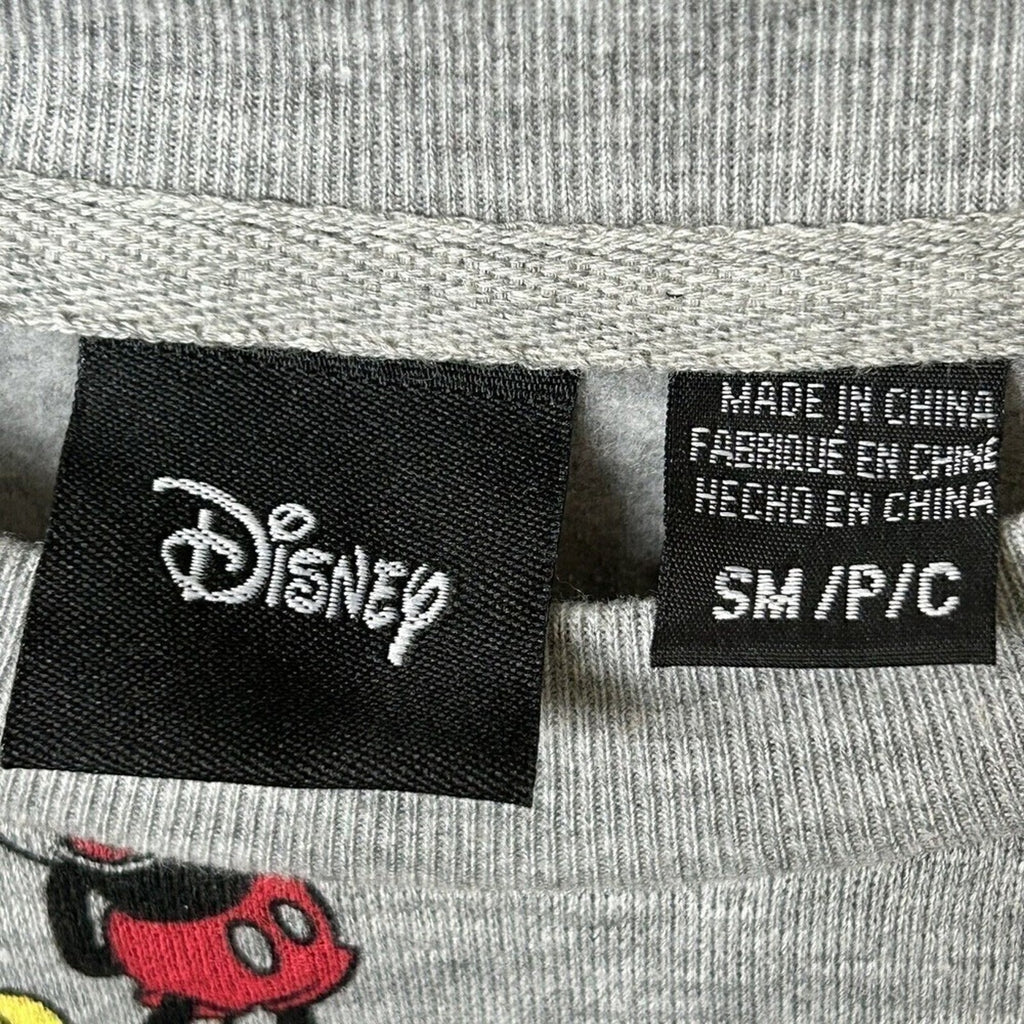 Disney
MADE IN CHINA
FABRIQUÉ EN CHINE
HECHO EN CHINA
SM/P/C